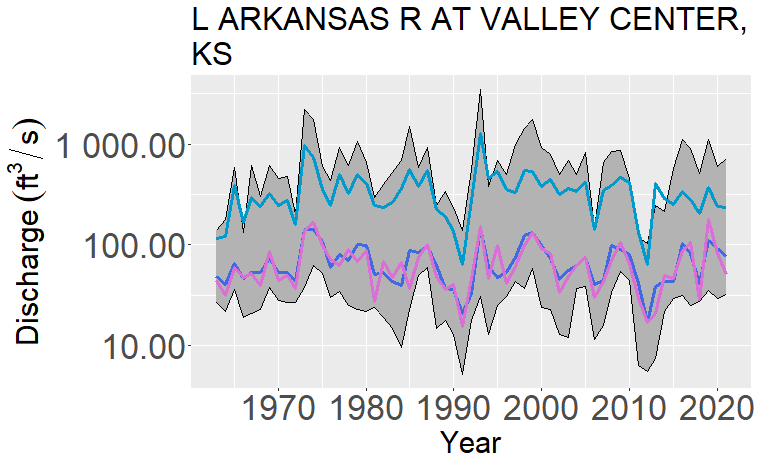 L ARKANSAS R AT VALLEY CENTER,
KS
Discharge (ft³/s)
1 000.00
100.00
10.00
1970 1980 1990 2000 2010 2020
Year